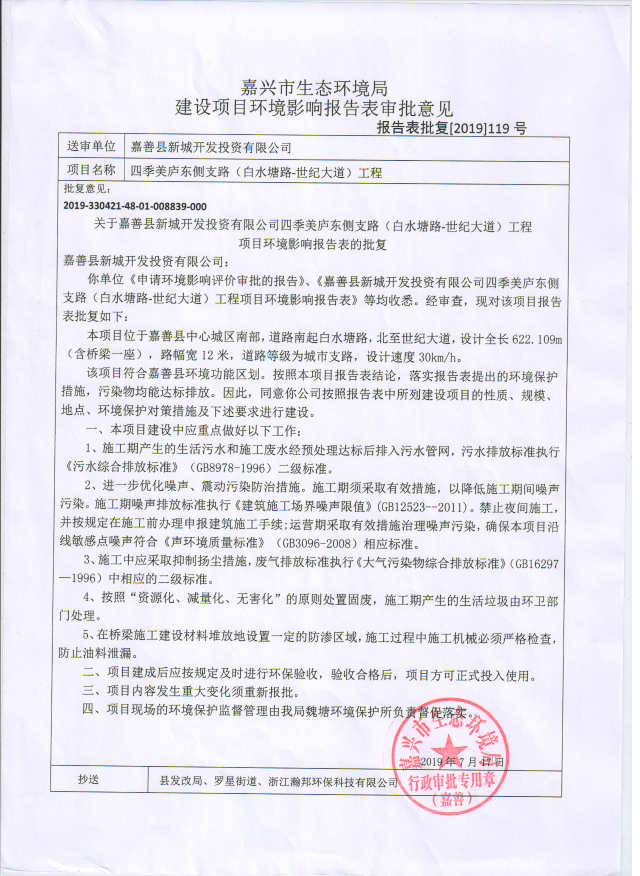 嘉兴市生态环境局
建设项目环境影响报告表审批意见
报告表批复[2019]119 号
送审单位 嘉善县新城开发投资有限公司
项目名称 四季美庐东侧支路（白水塘路-世纪大道）工程
批复意见：
2019-330421-48-01-008839-000
关于嘉善县新城开发投资有限公司四季美庐东侧支路（白水塘路-世纪大道）工程
项目环境影响报告表的批复
嘉善县新城开发投资有限公司：
你单位《申请环境影响评价审批的报告》、《嘉善县新城开发投资有限公司四季美庐东侧
支路（白水塘路-世纪大道）工程项目环境影响报告表》等均收悉。经审查，现对该项目报告
表批复如下：
本项目位于嘉善县中心城区南部，道路南起白水塘路，北至世纪大道，设计全长 622.109m
（含桥梁一座），路幅宽 12 米，道路等级为城市支路，设计速度 30km/h。
该项目符合嘉善县环境功能区划。按照本项目报告表结论，落实报告表提出的环境保护
措施，污染物均能达标排放。因此，同意你公司按照报告表中所列建设项目的性质、规模、
地点、环境保护对策措施及下述要求进行建设。
一、本项目建设中应重点做好以下工作：
1、施工期产生的生活污水和施工废水经预处理达标后排入污水管网，污水排放标准执行
《污水综合排放标准》（GB8978-1996）二级标准。
2、进一步优化噪声、震动污染防治措施。施工期须采取有效措施，以降低施工期间噪声
污染。施工期噪声排放标准执行《建筑施工场界噪声限值》(GB12523--2011)。禁止夜间施工，
并按规定在施工前办理申报建筑施工手续;运营期采取有效措施治理噪声污染，确保本项目沿
线敏感点噪声符合《声环境质量标准》（GB3096-2008）相应标准。
3、施工中应采取抑制扬尘措施，废气排放标准执行《大气污染物综合排放标准》（GB16297
—1996）中相应的二级标准。
4、按照“资源化、减量化、无害化”的原则处置固废，施工期产生的生活垃圾由环卫部
门处理。
5、在桥梁施工建设材料堆放地设置一定的防渗区域，施工过程中施工机械必须严格检查，
防止油料泄漏。
二、项目建成后应按规定及时进行环保验收，验收合格后，项目方可正式投入使用。
三、项目内容发生重大变化须重新报批。
四、项目现场的环境保护监督管理由我局魏塘环境保护所负责督促落实。
嘉兴市生态环境局
2019 年 7 月 17 日
行政审批专用章
（嘉善）
抄送 县发改局、罗星街道、浙江瀚邦环保科技有限公司